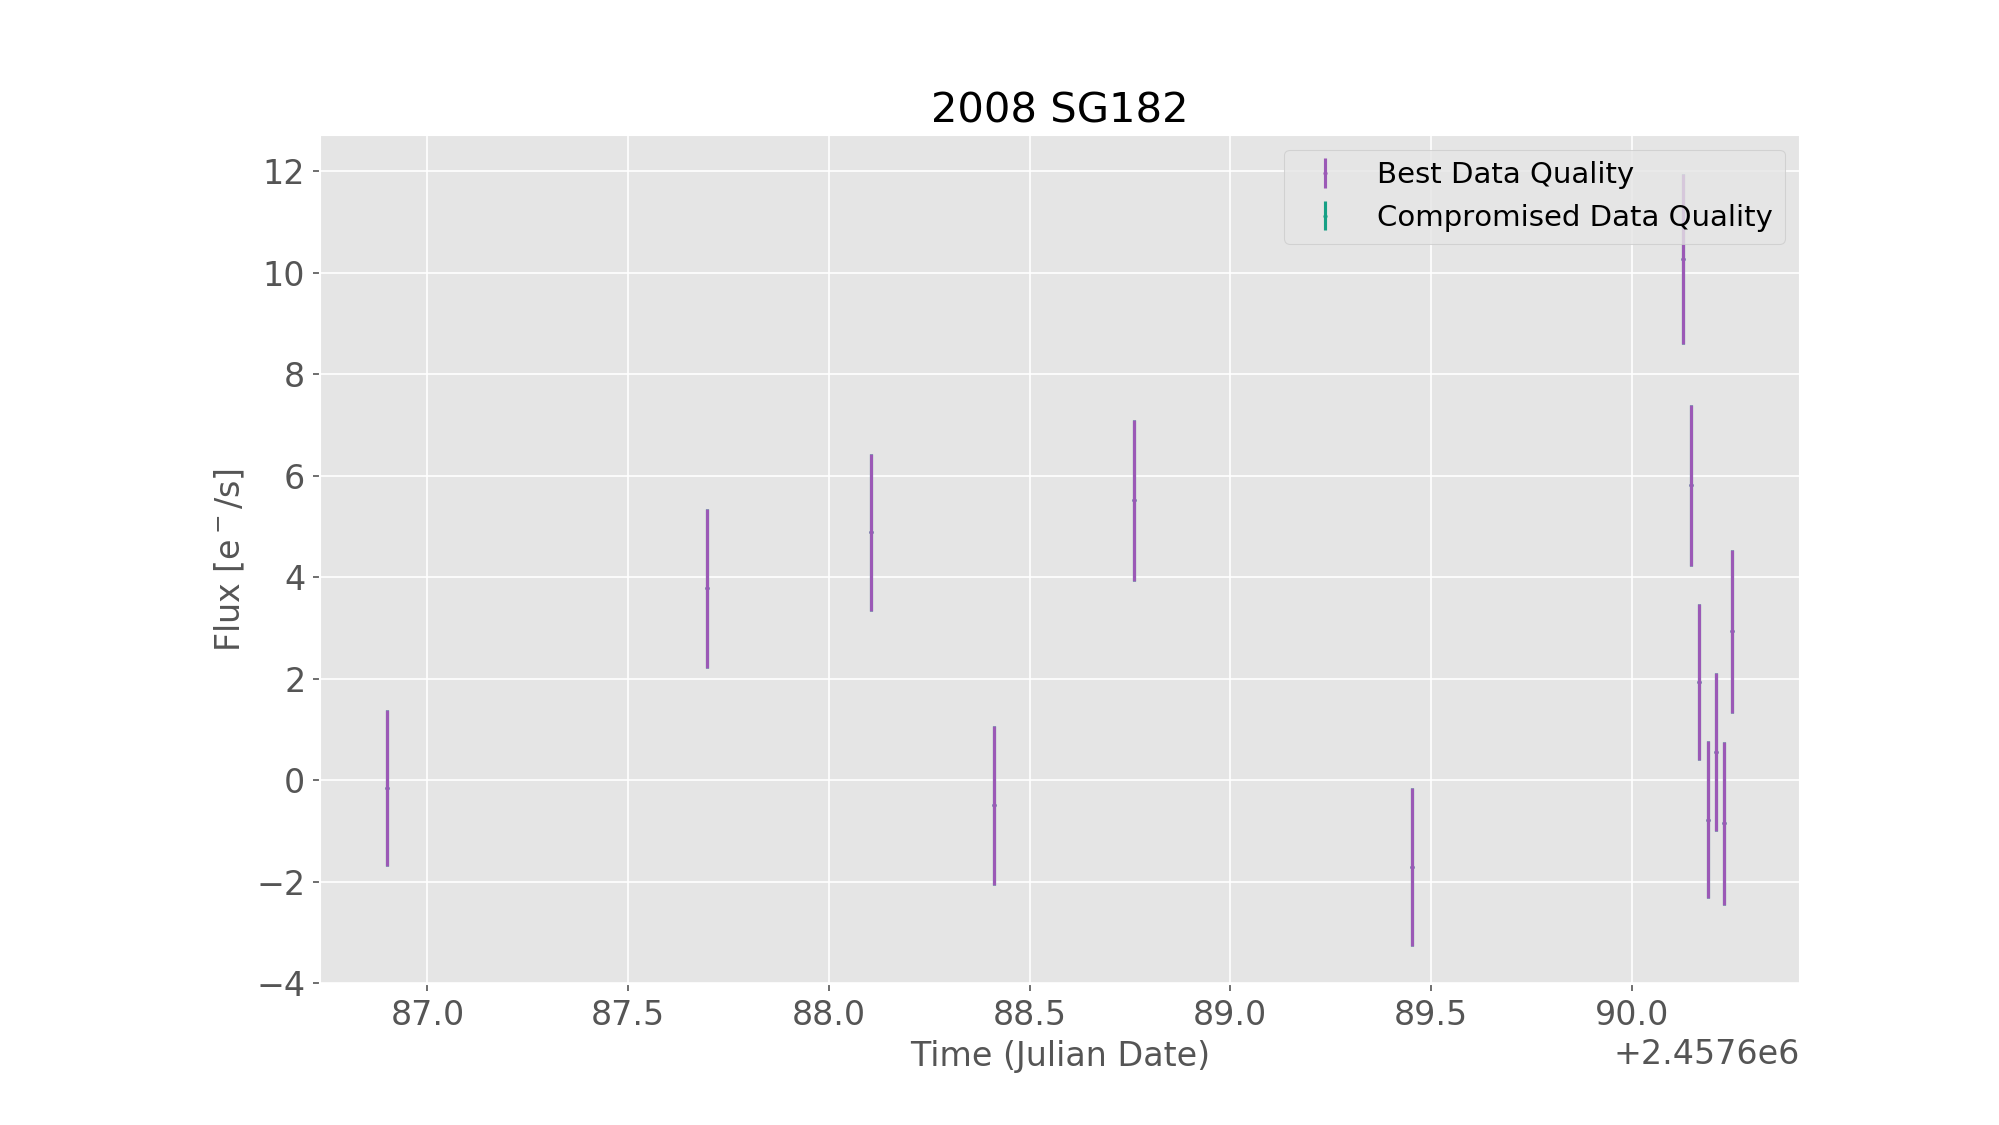 2008 SG182
Best Data Quality
Compromised Data Quality
12
10
8
6
4
2
0
−2
−4
Flux [e⁻/s]
87.0 87.5 88.0 88.5 89.0 89.5 90.0
Time (Julian Date)
+2.4576e6